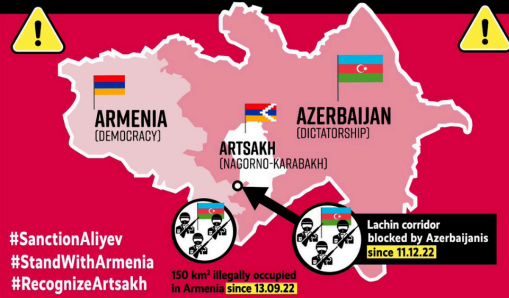 ARMENIA
(DEMOCRACY)
AZERBAIJAN
(DICTATORSHIP)
ARTSAKH
(NAGORNO-KARABAKH)
Lachin corridor
blocked by Azerbaijanis
since 11.12.22
#SanctionAliyev
#StandWithArmenia
#RecognizeArtsakh
150 km² illegally occupied
in Armenia since 13.09.22